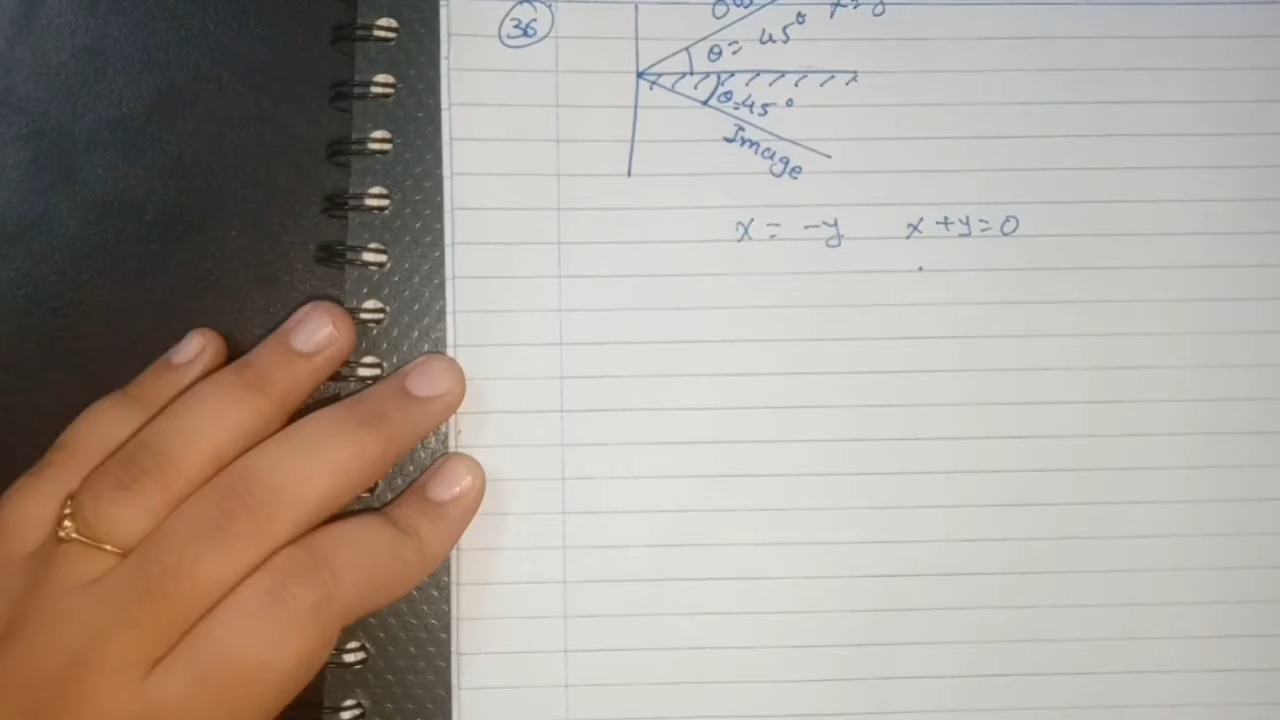 36
θ= 45°
θ=45°
Image
x = -y x +y=0